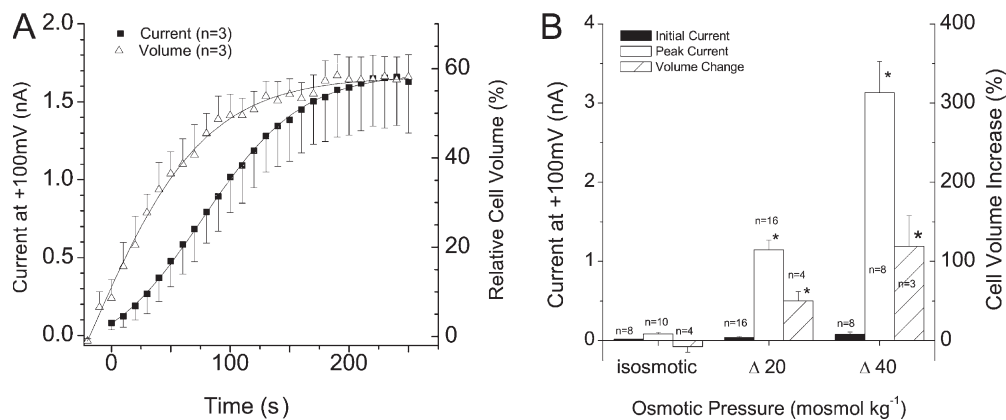 A
Current at +100mV (nA)
2.0
1.5
1.0
0.5
0.0
Current (n=3)
Volume (n=3)
60
40
20
0
Relative Cell Volume (%)
0
100
200
Time (s)
B
Current at +100mV (nA)
4
3
2
1
0
Initial Current
Peak Current
Volume Change
n=8
n=10
n=4
n=16
n=16
*
n=4
*
n=8
*
n=8
*
n=3
400
300
200
100
0
Cell Volume Increase (%)
isosmotic
Δ 20
Δ 40
Osmotic Pressure (mosmol kg⁻¹)